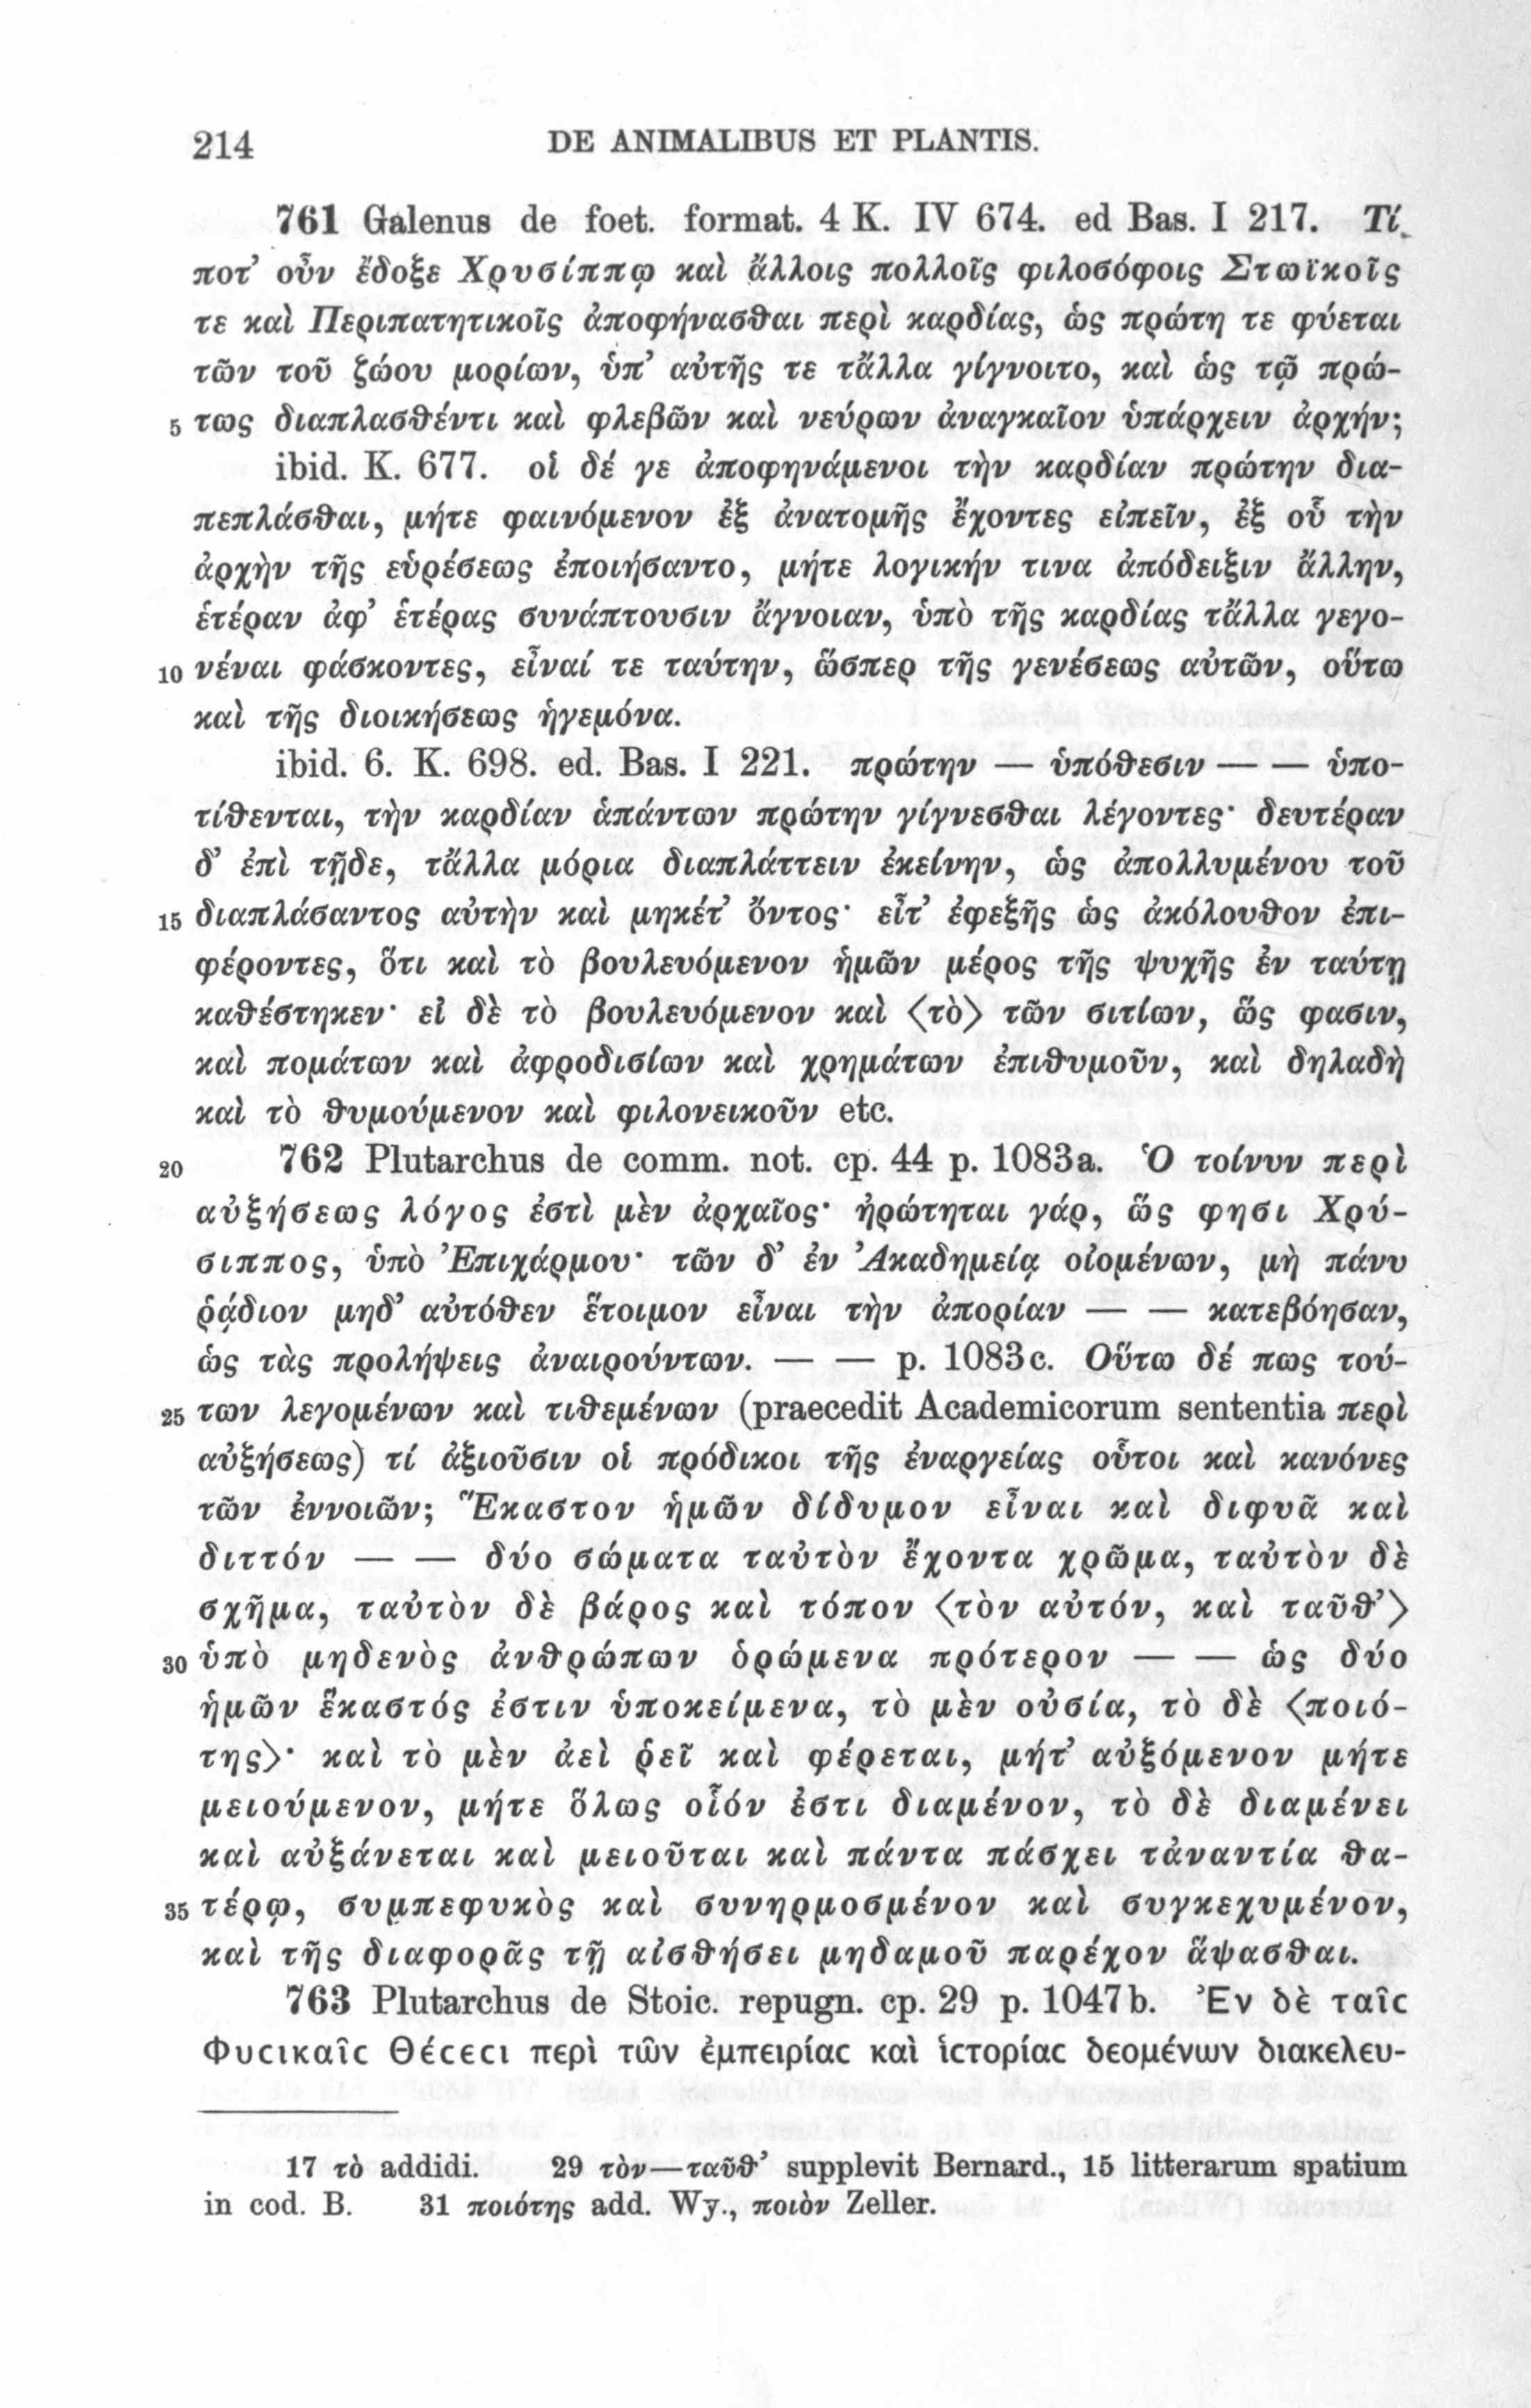 214 DE ANIMALIBUS ET PLANTIS.
761 Galenus de foet. format. 4 K. IV 674. ed Bas. I 217. Τί
ποτ’ οὖν ἔδοξε Χρυσίππῳ καὶ ἄλλοις πολλοῖς φιλοσόφοις Στωϊκοῖς
τε καὶ Περιπατητικοῖς ἀποφήνασθαι περὶ καρδίας, ὡς πρώτη τε φύεται
τῶν τοῦ ζώου μορίων, ὑπ’ αὐτῆς τε τἄλλα γίγνοιτο, καὶ ὡς τῷ πρώ-
5 τως διαπλασθέντι καὶ φλεβῶν καὶ νεύρων ἀναγκαῖον ὑπάρχειν ἀρχήν;
ibid. K. 677. οἱ δέ γε ἀποφηνάμενοι τὴν καρδίαν πρώτην δια-
πεπλάσθαι, μήτε φαινόμενον ἐξ ἀνατομῆς ἔχοντες εἰπεῖν, ἐξ οὗ τὴν
ἀρχὴν τῆς εὑρέσεως ἐποιήσαντο, μήτε λογικήν τινα ἀπόδειξιν ἄλλην,
ἑτέραν ἀφ’ ἑτέρας συνάπτουσιν ἄγνοιαν, ὑπὸ τῆς καρδίας τἄλλα γεγο-
10 νέναι φάσκοντες, εἶναί τε ταύτην, ὥσπερ τῆς γενέσεως αὐτῶν, οὕτω
καὶ τῆς διοικήσεως ἡγεμόνα.
ibid. 6. K. 698. ed. Bas. I 221. πρώτην — ὑπόθεσιν — — ὑπο-
τίθενται, τὴν καρδίαν ἁπάντων πρώτην γίγνεσθαι λέγοντες· δευτέραν
δ’ ἐπὶ τῇδε, τἄλλα μόρια διαπλάττειν ἐκείνην, ὡς ἀπολλυμένου τοῦ
15 διαπλάσαντος αὐτὴν καὶ μηκέτ’ ὄντος· εἶτ’ ἐφεξῆς ὡς ἀκόλουθον ἐπι-
φέροντες, ὅτι καὶ τὸ βουλευόμενον ἡμῶν μέρος τῆς ψυχῆς ἐν ταύτῃ
καθέστηκεν· εἰ δὲ τὸ βουλευόμενον καὶ ⟨τὸ⟩ τῶν σιτίων, ὥς φασιν,
καὶ πομάτων καὶ ἀφροδισίων καὶ χρημάτων ἐπιθυμοῦν, καὶ δηλαδὴ
καὶ τὸ θυμούμενον καὶ φιλονεικοῦν etc.
20 762 Plutarchus de comm. not. cp. 44 p. 1083a. Ὁ τοίνυν περὶ
αὐξήσεως λόγος ἐστὶ μὲν ἀρχαῖος· ἠρώτηται γάρ, ὥς φησι Χρύ-
σιππος, ὑπὸ Ἐπιχάρμου· τῶν δ’ ἐν Ἀκαδημείᾳ οἰομένων, μὴ πάνυ
ῥᾴδιον μηδ’ αὐτόθεν ἕτοιμον εἶναι τὴν ἀπορίαν — — κατεβόησαν,
ὡς τὰς προλήψεις ἀναιρούντων. — — p. 1083c. Οὕτω δέ πως τού-
25 των λεγομένων καὶ τιθεμένων (praecedit Academicorum sententia περὶ
αὐξήσεως) τί ἀξιοῦσιν οἱ πρόδικοι τῆς ἐναργείας οὗτοι καὶ κανόνες
τῶν ἐννοιῶν; Ἕκαστον ἡμῶν δίδυμον εἶναι καὶ διφυᾶ καὶ
διττόν — — δύο σώματα ταὐτὸν ἔχοντα χρῶμα, ταὐτὸν δὲ
σχῆμα, ταὐτὸν δὲ βάρος καὶ τόπον ⟨τὸν αὐτόν, καὶ ταῦθ’⟩
30 ὑπὸ μηδενὸς ἀνθρώπων ὁρώμενα πρότερον — — ὡς δύο
ἡμῶν ἕκαστός ἐστιν ὑποκείμενα, τὸ μὲν οὐσία, τὸ δὲ ⟨ποιό-
της⟩· καὶ τὸ μὲν ἀεὶ ῥεῖ καὶ φέρεται, μήτ’ αὐξόμενον μήτε
μειούμενον, μήτε ὅλως οἷόν ἐστι διαμένον, τὸ δὲ διαμένει
καὶ αὐξάνεται καὶ μειοῦται καὶ πάντα πάσχει τἀναντία θα-
35 τέρῳ, συμπεφυκὸς καὶ συνηρμοσμένον καὶ συγκεχυμένον,
καὶ τῆς διαφορᾶς τῇ αἰσθήσει μηδαμοῦ παρέχον ἅψασθαι.
763 Plutarchus de Stoic. repugn. cp. 29 p. 1047b. Ἐν δὲ ταῖϲ
Φυϲικαῖϲ Θέϲεϲι περὶ τῶν ἐμπειρίαϲ καὶ ἱϲτορίαϲ δεομένων διακελευ-
17 τὸ addidi. 29 τὸν—ταῦθ’ supplevit Bernard., 15 litterarum spatium
in cod. B. 31 ποιότης add. Wy., ποιὸν Zeller.